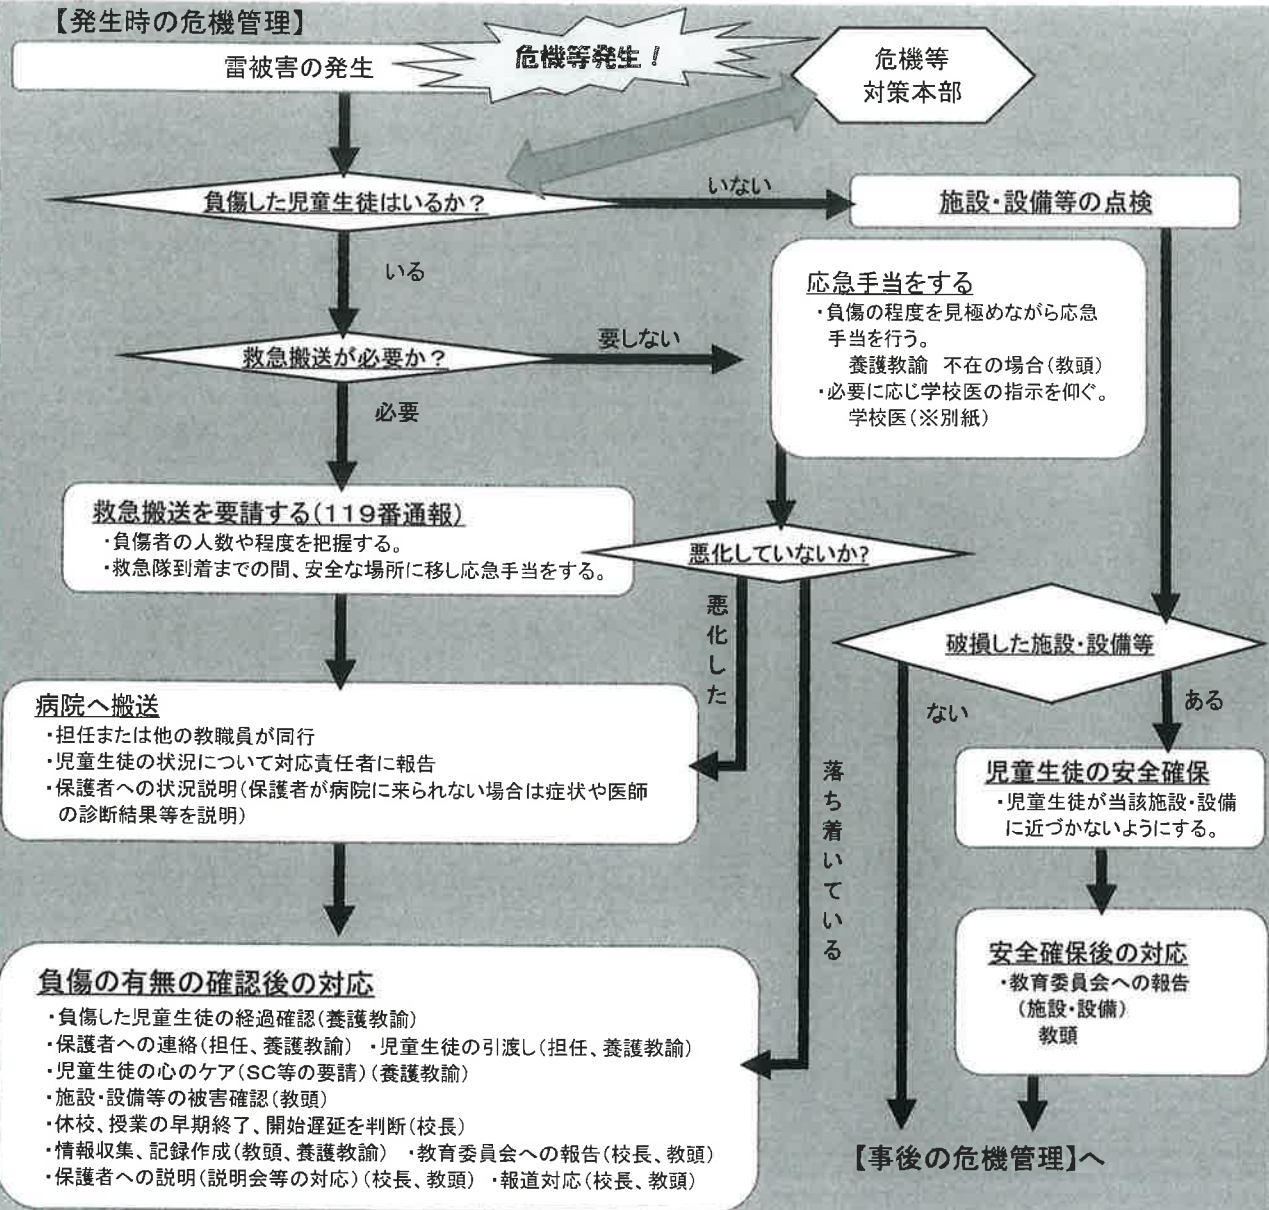 【発生時の危機管理】
雷被害の発生
危機等発生！
危機等
対策本部
負傷した児童生徒はいるか？
いない
施設・設備等の点検
いる
救急搬送が必要か？
要しない
応急手当をする
・負傷の程度を見極めながら応急
手当を行う。
養護教諭 不在の場合(教頭)
・必要に応じ学校医の指示を仰ぐ。
学校医(※別紙)
必要
救急搬送を要請する(119番通報)
・負傷者の人数や程度を把握する。
・救急隊到着までの間、安全な場所に移し応急手当をする。
悪化していないか?
悪化した
落ち着いている
破損した施設・設備等
ない
ある
病院へ搬送
・担任または他の教職員が同行
・児童生徒の状況について対応責任者に報告
・保護者への状況説明(保護者が病院に来られない場合は症状や医師
の診断結果等を説明)
児童生徒の安全確保
・児童生徒が当該施設・設備
に近づかないようにする。
安全確保後の対応
・教育委員会への報告
(施設・設備)
教頭
負傷の有無の確認後の対応
・負傷した児童生徒の経過確認(養護教諭)
・保護者への連絡(担任、養護教諭) ・児童生徒の引渡し(担任、養護教諭)
・児童生徒の心のケア(SC等の要請)(養護教諭)
・施設・設備等の被害確認(教頭)
・休校、授業の早期終了、開始遅延を判断(校長)
・情報収集、記録作成(教頭、養護教諭) ・教育委員会への報告(校長、教頭)
・保護者への説明(説明会等の対応)(校長、教頭) ・報道対応(校長、教頭)
【事後の危機管理】へ